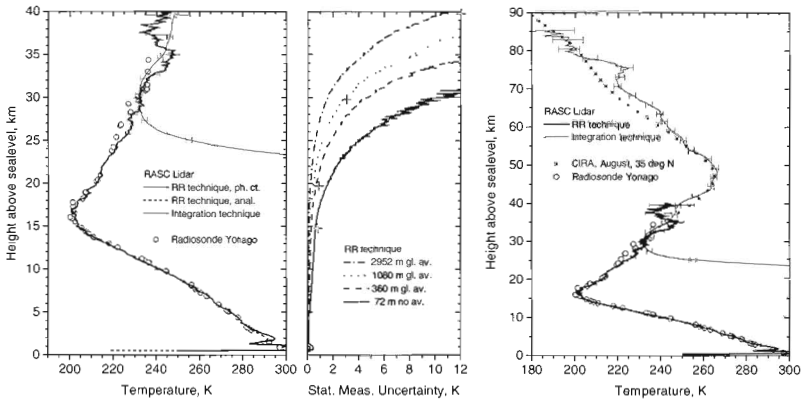 40
35
30
25
20
15
10
5
0
Height above sealevel, km
RASC Lidar
RR technique, ph. ct.
RR technique, anal.
Integration technique
Radiosonde Yonago
200 220 240 260 280 300
Temperature, K
RR technique
2952 m gl. av.
1080 m gl. av.
360 m gl. av.
72 m no av.
0 2 4 6 8 10 12
Stat. Meas. Uncertainty, K
90
80
70
60
50
40
30
20
10
0
Height above sealevel, km
RASC Lidar
RR technique
Integration technique
CIRA, August, 35 deg N
Radiosonde Yonago
180 200 220 240 260 280 300
Temperature, K